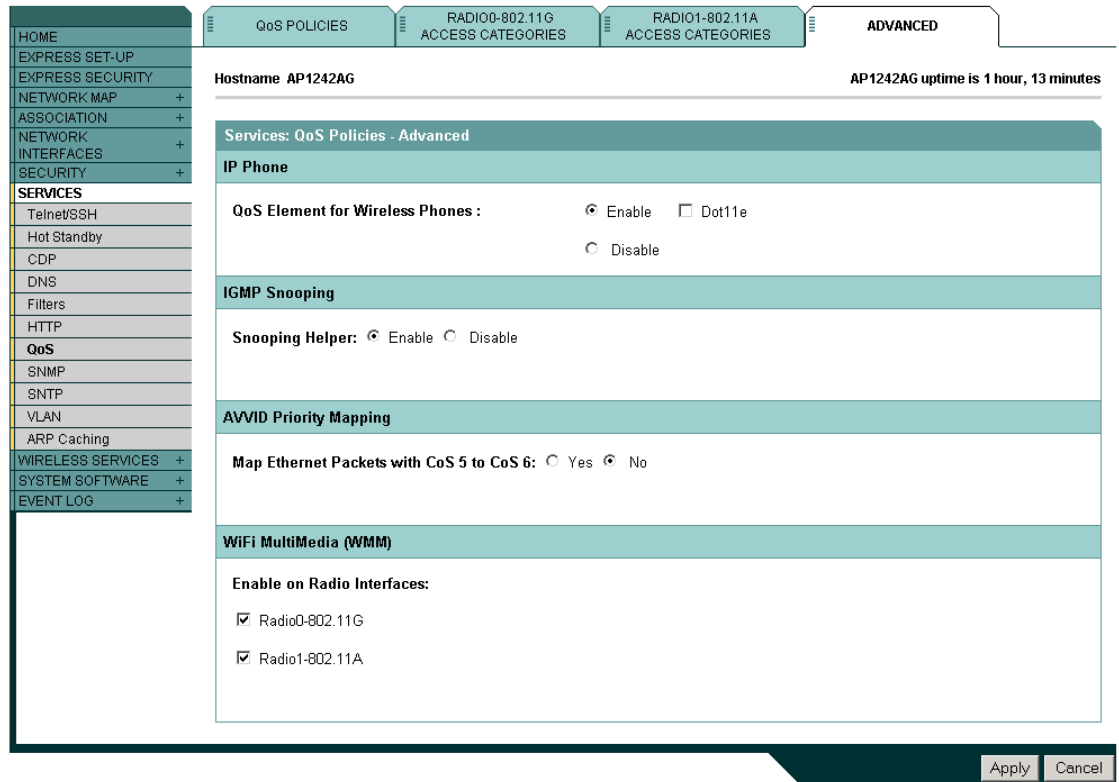 QoS POLICIES
RADIO0-802.11G
ACCESS CATEGORIES
RADIO1-802.11A
ACCESS CATEGORIES
ADVANCED
HOME
EXPRESS SET-UP
EXPRESS SECURITY
NETWORK MAP +
ASSOCIATION +
NETWORK
INTERFACES +
SECURITY +
SERVICES
Telnet/SSH
Hot Standby
CDP
DNS
Filters
HTTP
QoS
SNMP
SNTP
VLAN
ARP Caching
WIRELESS SERVICES +
SYSTEM SOFTWARE +
EVENT LOG +
Hostname AP1242AG
AP1242AG uptime is 1 hour, 13 minutes
Services: QoS Policies - Advanced
IP Phone
QoS Element for Wireless Phones : Enable Dot11e
Disable
IGMP Snooping
Snooping Helper: Enable Disable
AVVID Priority Mapping
Map Ethernet Packets with CoS 5 to CoS 6: Yes No
WiFi MultiMedia (WMM)
Enable on Radio Interfaces:
Radio0-802.11G
Radio1-802.11A
Apply Cancel